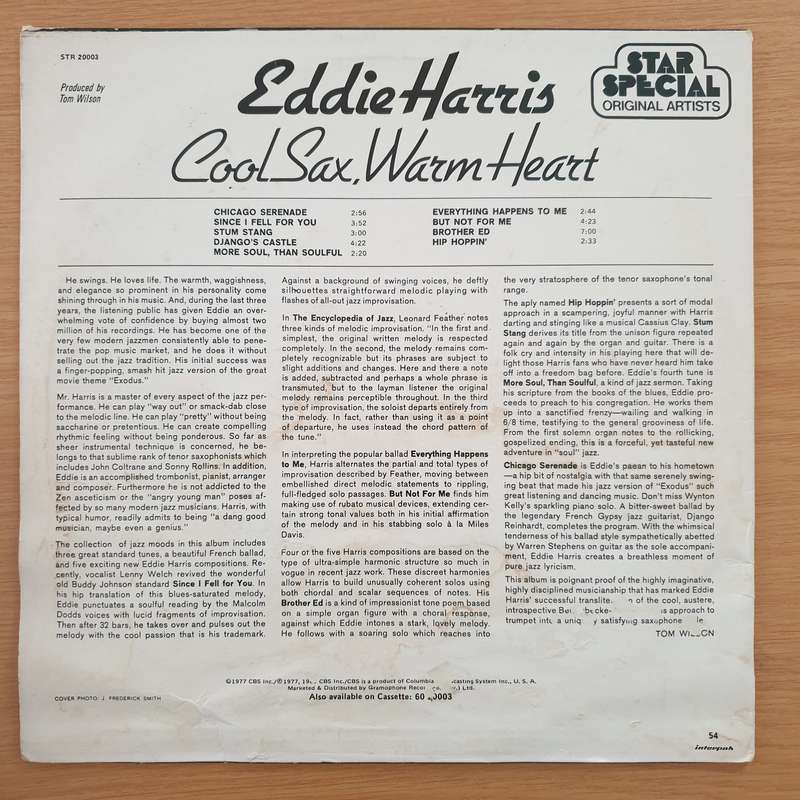 STR 20003
Produced by
Tom Wilson
Eddie Harris
Cool Sax, Warm Heart
STAR
SPECIAL
ORIGINAL ARTISTS
CHICAGO SERENADE 2:56
SINCE I FELL FOR YOU 3:52
STUM STANG 3:00
DJANGO'S CASTLE 4:22
MORE SOUL, THAN SOULFUL 2:20
EVERYTHING HAPPENS TO ME 2:44
BUT NOT FOR ME 4:23
BROTHER ED 7:00
HIP HOPPIN' 2:33
He swings. He loves life. The warmth, waggishness,
and elegance so prominent in his personality come
shining through in his music. And, during the last three
years, the listening public has given Eddie an over-
whelming vote of confidence by buying almost two
million of his recordings. He has become one of the
very few modern jazzmen consistently able to pene-
trate the pop music market, and he does it without
selling out the jazz tradition. His initial success was
a finger-popping, smash hit jazz version of the great
movie theme "Exodus."
Mr. Harris is a master of every aspect of the jazz per-
formance. He can play "way out" or smack-dab close
to the melodic line. He can play "pretty" without being
saccharine or pretentious. He can create compelling
rhythmic feeling without being ponderous. So far as
sheer instrumental technique is concerned, he be-
longs to that sublime rank of tenor saxophonists which
includes John Coltrane and Sonny Rollins. In addition,
Eddie is an accomplished trombonist, pianist, arranger
and composer. Furthermore he is not addicted to the
Zen asceticism or the "angry young man" poses af-
fected by so many modern jazz musicians. Harris, with
typical humor, readily admits to being "a dang good
musician, maybe even a genius."
The collection of jazz moods in this album includes
three great standard tunes, a beautiful French ballad,
and five exciting new Eddie Harris compositions. Re-
cently, vocalist Lenny Welch revived the wonderful
old Buddy Johnson standard Since I Fell for You. In
his hip translation of this blues-saturated melody,
Eddie punctuates a soulful reading by the Malcolm
Dodds voices with lucid fragments of improvisation.
Then after 32 bars, he takes over and pulses out the
melody with the cool passion that is his trademark.
Against a background of swinging voices, he deftly
silhouettes straightforward melodic playing with
flashes of all-out jazz improvisation.
In The Encyclopedia of Jazz, Leonard Feather notes
three kinds of melodic improvisation. "In the first and
simplest, the original written melody is respected
completely. In the second, the melody remains com-
pletely recognizable but its phrases are subject to
slight additions and changes. Here and there a note
is added, subtracted and perhaps a whole phrase is
transmuted, but to the layman listener the original
melody remains perceptible throughout. In the third
type of improvisation, the soloist departs entirely from
the melody. In fact, rather than using it as a point
of departure, he uses instead the chord pattern of
the tune."
In interpreting the popular ballad Everything Happens
to Me, Harris alternates the partial and total types of
improvisation described by Feather, moving between
embellished direct melodic statements to rippling,
full-fledged solo passages. But Not For Me finds him
making use of rubato musical devices, extending cer-
tain strong tonal values both in his initial affirmation
of the melody and in his stabbing solo à la Miles
Davis.
Four or five Harris compositions are based on the
type of ultra-simple harmonic structure so much in
vogue in recent jazz work. These discreet harmonies
allow Harris to build unusually coherent solos using
both chordal and scalar sequences of notes. His
Brother Ed is a kind of impressionist tone poem based
on a simple organ figure with a choral response,
against which Eddie intones a stark, lovely melody.
He follows with a soaring solo which reaches into
the very stratosphere of the tenor saxophone's tonal
range.
The aply named Hip Hoppin' presents a sort of modal
approach in a scampering, joyful manner with Harris
darting and stinging like a musical Cassius Clay. Stum
Stang derives its title from the unison figure repeated
again and again by the organ and guitar. There is a
folk cry and intensity in his playing here that will de-
light those Harris fans who have never heard him take
off into a freedom bag before. Eddie's fourth tune is
More Soul, Than Soulful, a kind of jazz sermon. Taking
his scripture from the books of the blues, Eddie pro-
ceeds to preach to his congregation. He works them
up into a sanctified frenzy—wailing and walking in
6/8 time, testifying to the general grooviness of life.
From the first solemn organ notes to the rollicking,
gospelized ending, this is a forceful, yet tasteful new
adventure in "soul" jazz.
Chicago Serenade is Eddie's paean to his hometown
—a hip bit of nostalgia with that same serenely swing-
ing beat that made his jazz version of "Exodus" such
great listening and dancing music. Don't miss Wynton
Kelly's sparkling piano solo. A bitter-sweet ballad by
the legendary French Gypsy jazz guitarist, Django
Reinhardt, completes the program. With the whimsical
tenderness of his ballad style sympathetically abetted
by Warren Stephens on guitar as the sole accompani-
ment, Eddie Harris creates a breathless moment of
pure jazz lyricism.
This album is poignant proof of the highly imaginative,
highly disciplined musicianship that has marked Eddie
Harris' successful of the cool, austere,
introspective approach to
trumpet into a satisfying saxophone
TOM WILSON
©1977 CBS Inc./℗1977, CBS Inc./CBS is a product of Columbia System Inc., U. S. A.
Marketed & Distributed by Gramophone Ltd.
Also available on Cassette: 60
COVER PHOTO: J. FREDERICK SMITH
54
interpak